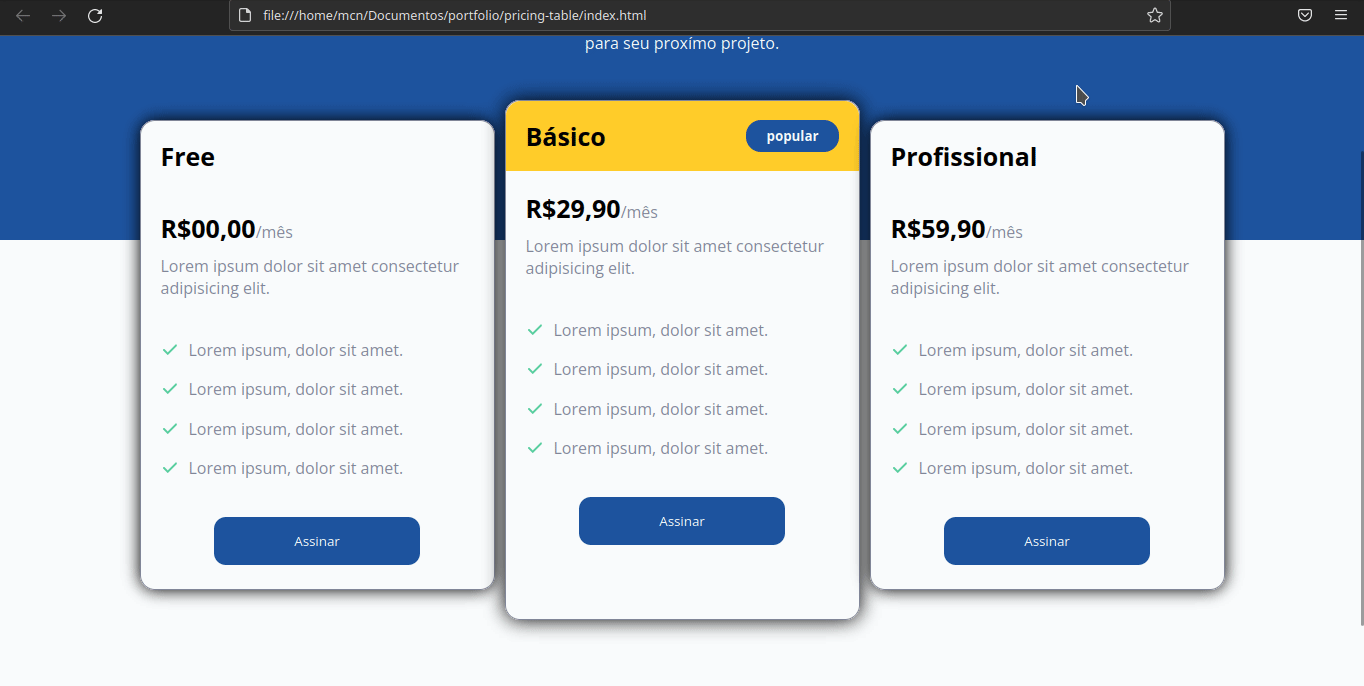 file:///home/mcn/Documentos/portfolio/pricing-table/index.html
para seu proxímo projeto.
Free
R$00,00/mês
Lorem ipsum dolor sit amet consectetur
adipisicing elit.
Lorem ipsum, dolor sit amet.
Lorem ipsum, dolor sit amet.
Lorem ipsum, dolor sit amet.
Lorem ipsum, dolor sit amet.
Assinar
Básico
popular
R$29,90/mês
Lorem ipsum dolor sit amet consectetur
adipisicing elit.
Lorem ipsum, dolor sit amet.
Lorem ipsum, dolor sit amet.
Lorem ipsum, dolor sit amet.
Lorem ipsum, dolor sit amet.
Assinar
Profissional
R$59,90/mês
Lorem ipsum dolor sit amet consectetur
adipisicing elit.
Lorem ipsum, dolor sit amet.
Lorem ipsum, dolor sit amet.
Lorem ipsum, dolor sit amet.
Lorem ipsum, dolor sit amet.
Assinar